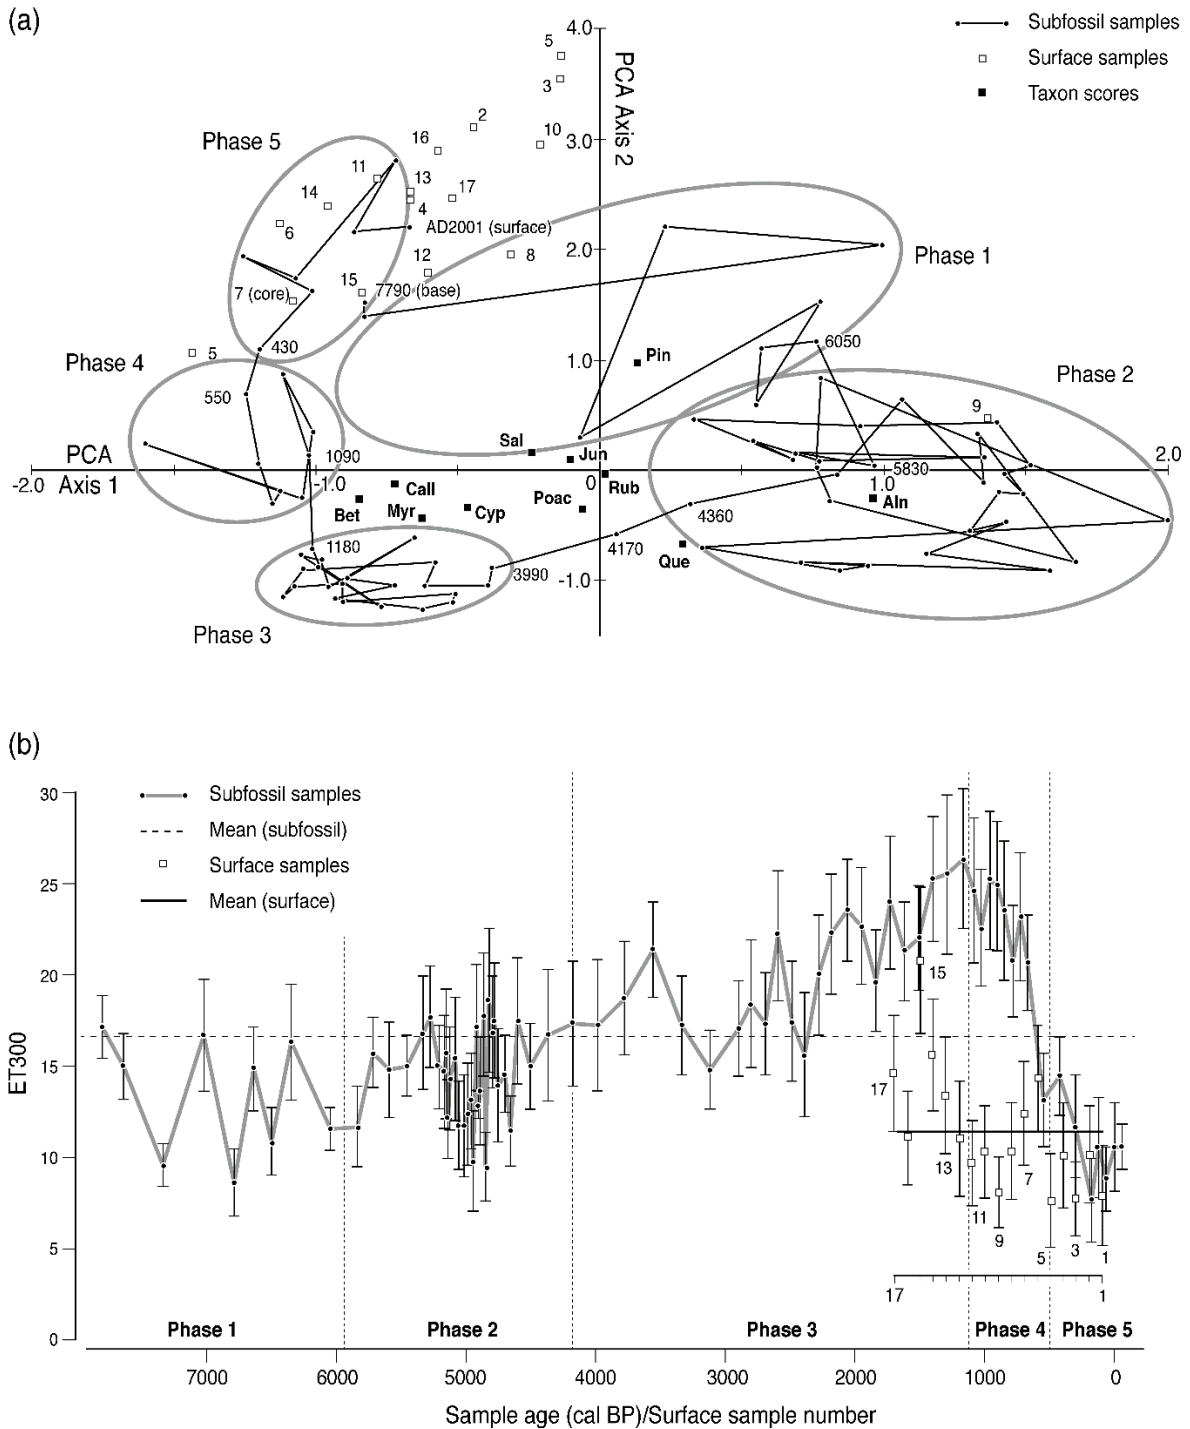 (a)
Subfossil samples
Surface samples
Taxon scores
4.0
3.0
2.0
1.0
-1.0
PCA Axis 2
5
3
2
10
16
Phase 5
11
13
14
17
4
6
AD2001 (surface)
12
8
Phase 1
15
7790 (base)
7 (core)
430
6050
Phase 4
5
Pin
Phase 2
550
9
Sal
PCA
Axis 1
1090
Jun
2.0
-2.0
-1.0
5830
1.0
Call
Rub
Bet
Myr
Cyp
Poac
Aln
4360
1180
4170
Que
3990
Phase 3
(b)
Subfossil samples
Mean (subfossil)
Surface samples
Mean (surface)
30
25
20
15
10
5
0
ET300
15
17
13
7
11
9
5
3
1
17
1
Phase 1
Phase 2
Phase 3
Phase 4
Phase 5
7000
6000
5000
4000
3000
2000
1000
0
Sample age (cal BP)/Surface sample number